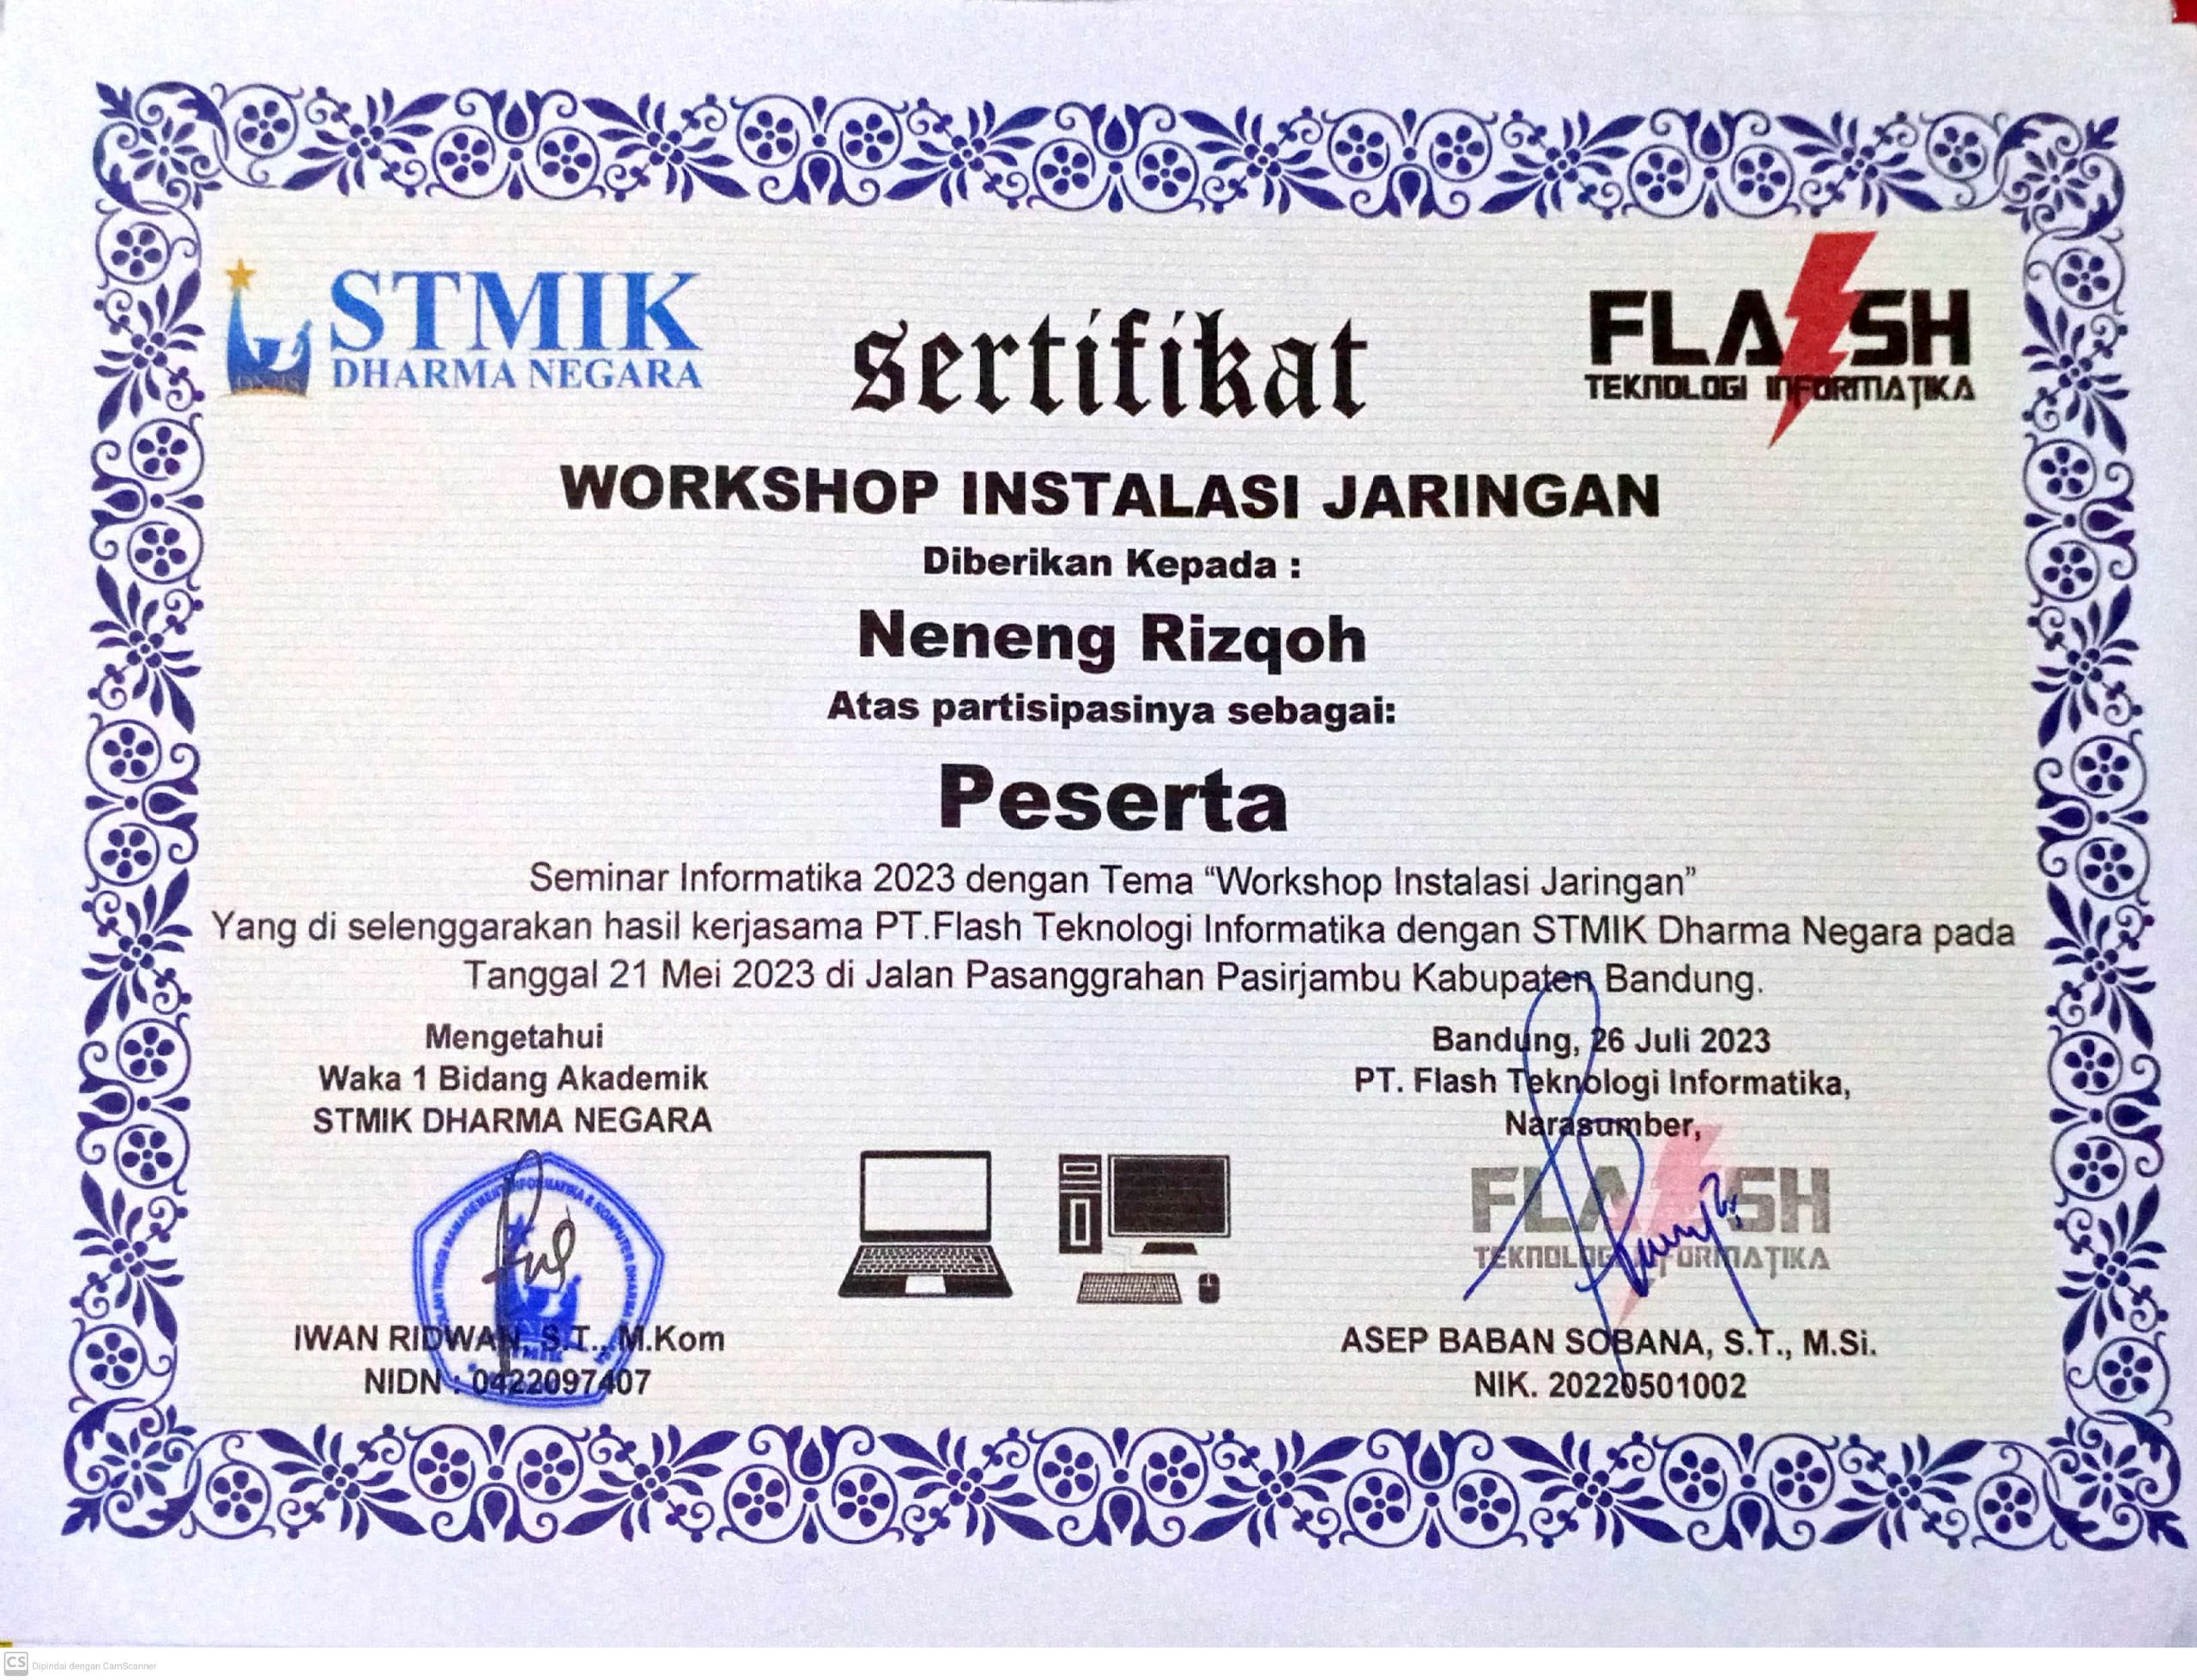 STMIK
DHARMA NEGARA
FLASH
TEKNOLOGI INFORMATIKA
sertifikat
WORKSHOP INSTALASI JARINGAN
Diberikan Kepada :
Neneng Rizqoh
Atas partisipasinya sebagai:
Peserta
Seminar Informatika 2023 dengan Tema “Workshop Instalasi Jaringan”
Yang di selenggarakan hasil kerjasama PT.Flash Teknologi Informatika dengan STMIK Dharma Negara pada
Tanggal 21 Mei 2023 di Jalan Pasanggrahan Pasirjambu Kabupaten Bandung.
Mengetahui
Waka 1 Bidang Akademik
STMIK DHARMA NEGARA
IWAN RIDWAN, S.T., M.Kom
NIDN : 0422097407
Bandung, 26 Juli 2023
PT. Flash Teknologi Informatika,
Narasumber,
FLASH
TEKNOLOGI INFORMATIKA
ASEP BABAN SOBANA, S.T., M.Si.
NIK. 20220501002
CS Dipindai dengan CamScanner